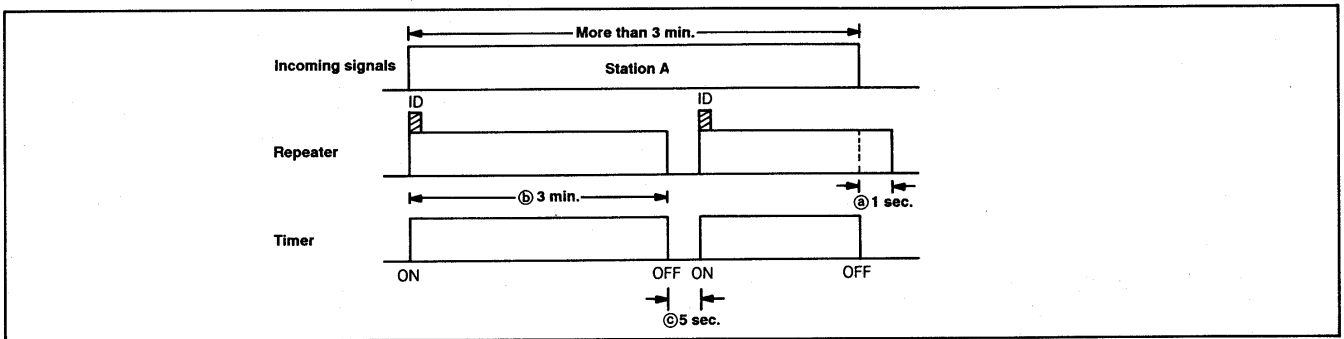 More than 3 min.
Incoming signals
Station A
ID ID
Repeater
ⓑ 3 min.
ⓐ 1 sec.
Timer
ON OFF ON OFF
ⓒ 5 sec.